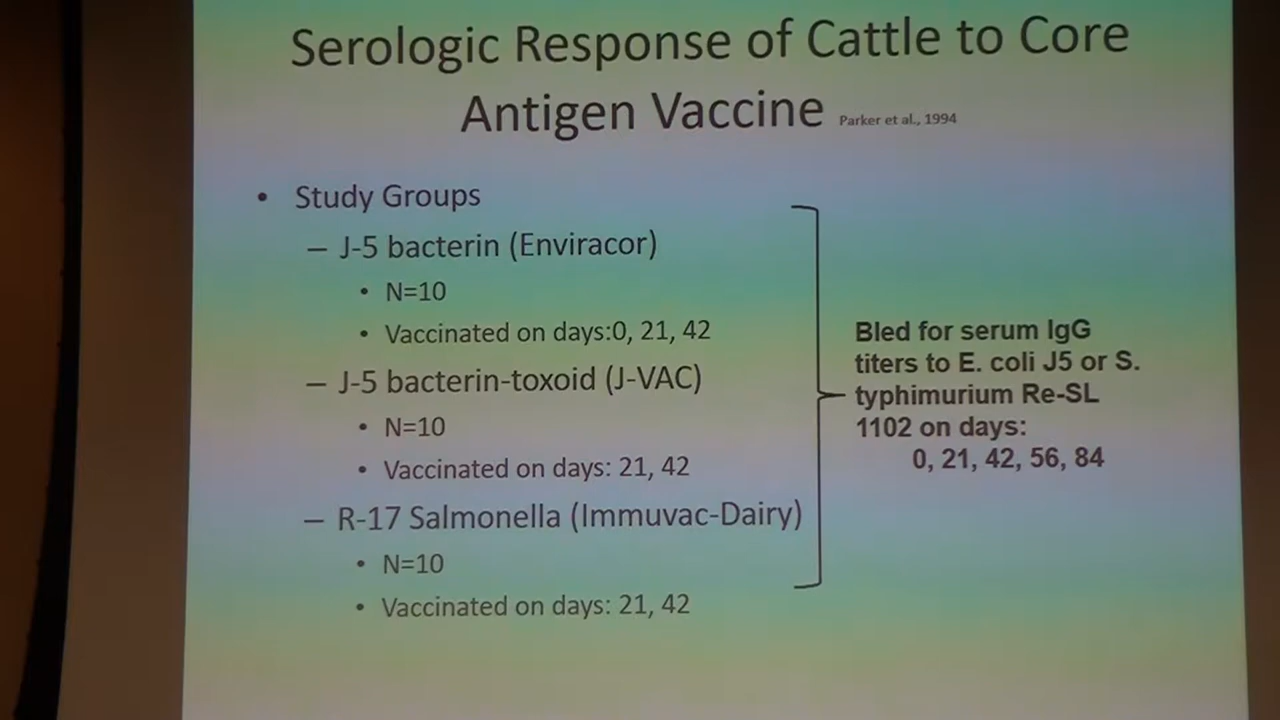 Serologic Response of Cattle to Core
Antigen Vaccine Parker et al., 1994
• Study Groups
– J-5 bacterin (Enviracor)
• N=10
• Vaccinated on days:0, 21, 42
– J-5 bacterin-toxoid (J-VAC)
• N=10
• Vaccinated on days: 21, 42
– R-17 Salmonella (Immuvac-Dairy)
• N=10
• Vaccinated on days: 21, 42
Bled for serum IgG
titers to E. coli J5 or S.
typhimurium Re-SL
1102 on days:
0, 21, 42, 56, 84